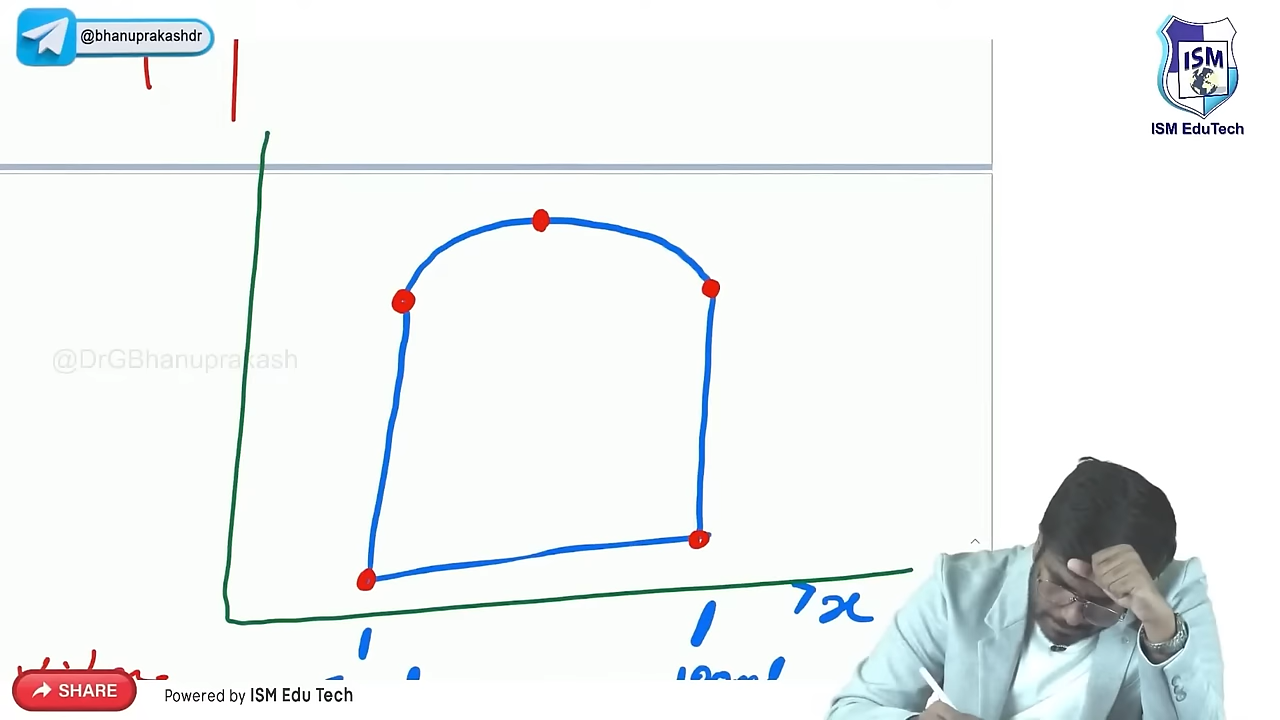 @bhanuprakashdr
ISM
ISM EduTech
@DrGBhanuprakash
x
SHARE
Powered by ISM Edu Tech